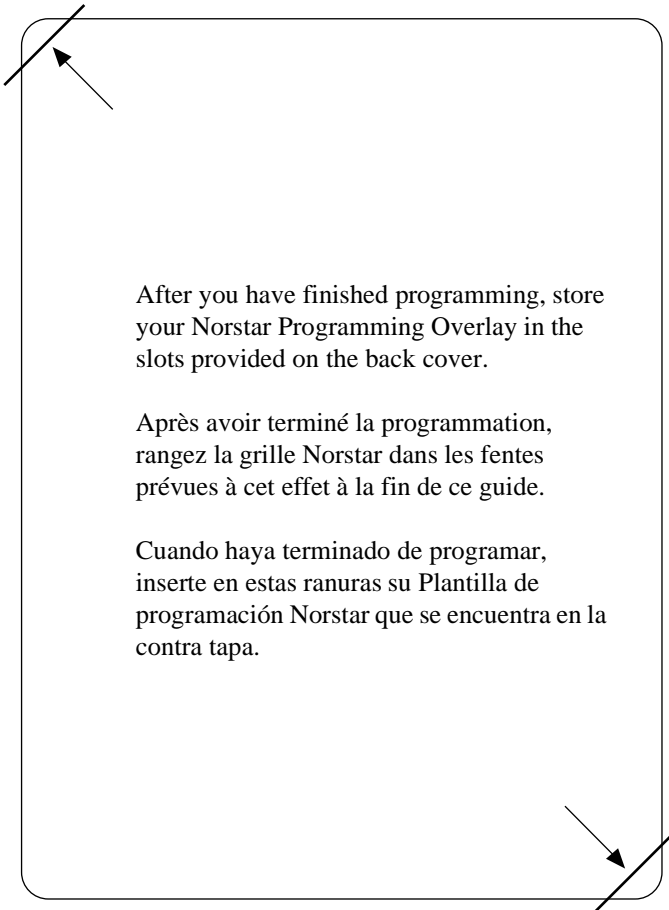 After you have finished programming, store
your Norstar Programming Overlay in the
slots provided on the back cover.
Après avoir terminé la programmation,
rangez la grille Norstar dans les fentes
prévues à cet effet à la fin de ce guide.
Cuando haya terminado de programar,
inserte en estas ranuras su Plantilla de
programación Norstar que se encuentra en la
contra tapa.